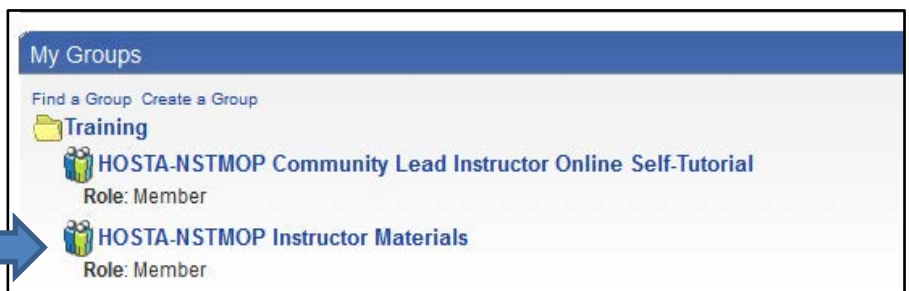 My Groups
Find a Group Create a Group
Training
HOSTA-NSTMOP Community Lead Instructor Online Self-Tutorial
Role: Member
HOSTA-NSTMOP Instructor Materials
Role: Member